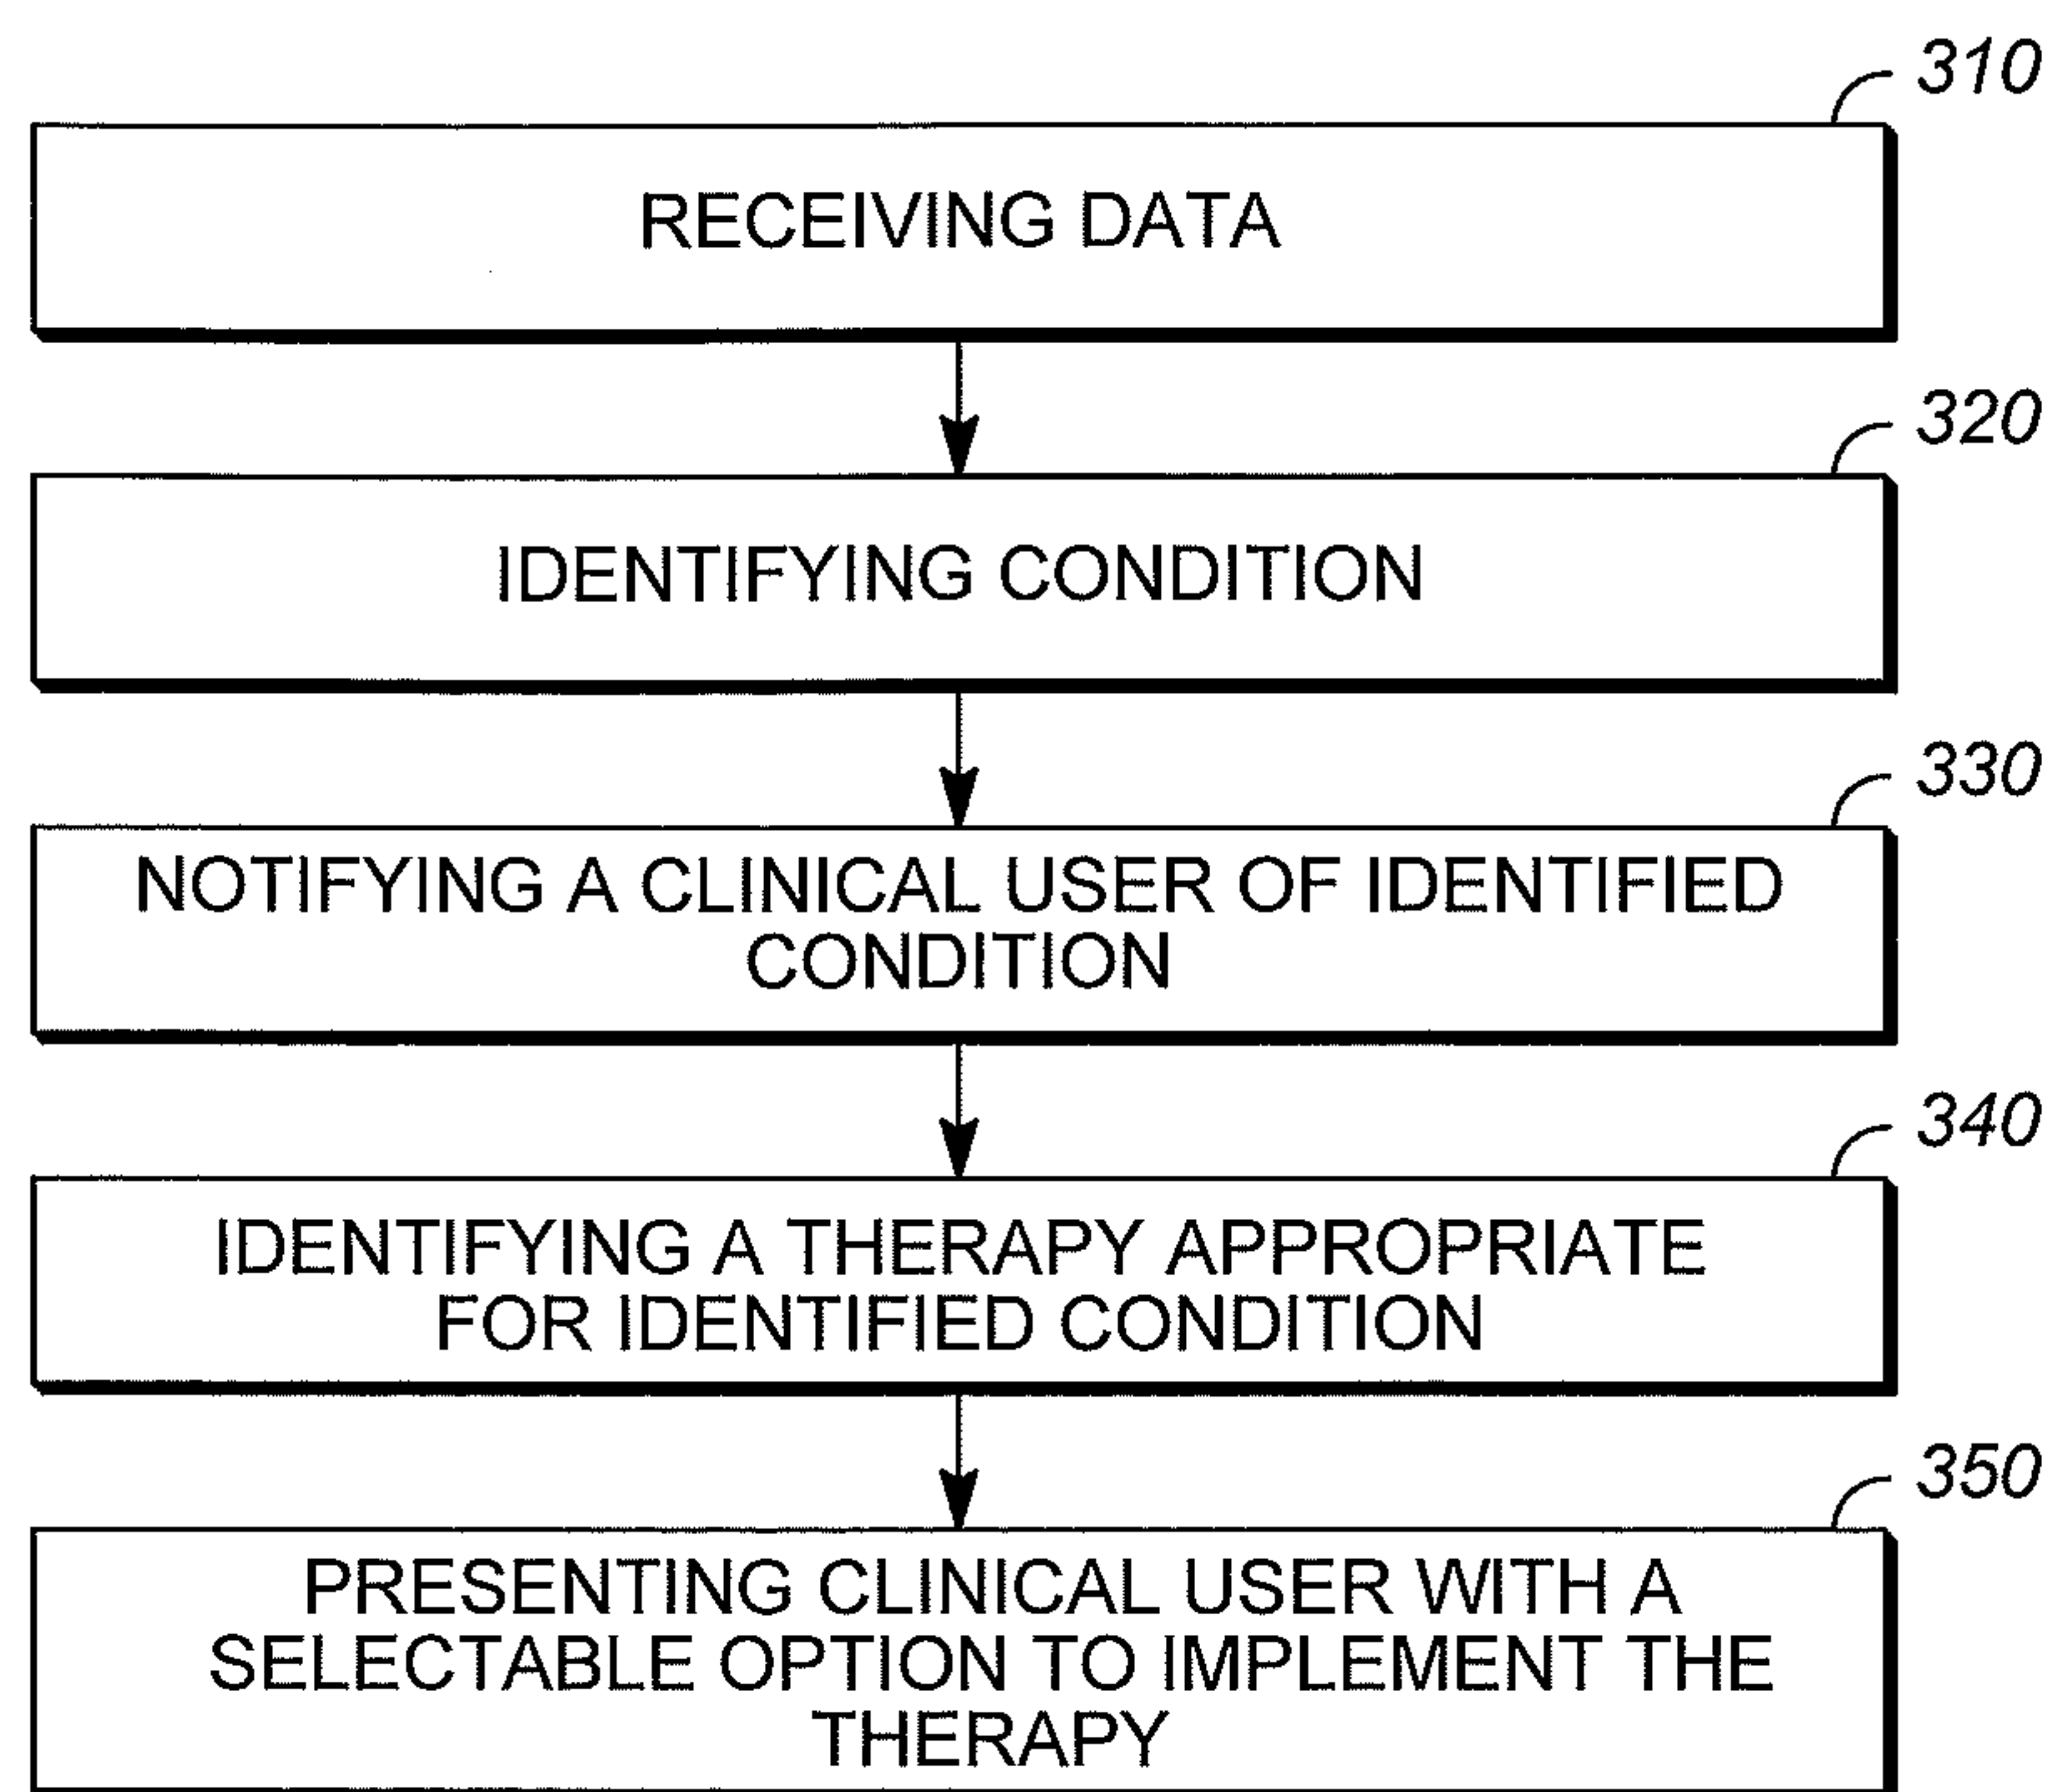 310
RECEIVING DATA
320
IDENTIFYING CONDITION
330
NOTIFYING A CLINICAL USER OF IDENTIFIED
CONDITION
340
IDENTIFYING A THERAPY APPROPRIATE
FOR IDENTIFIED CONDITION
350
PRESENTING CLINICAL USER WITH A
SELECTABLE OPTION TO IMPLEMENT THE
THERAPY